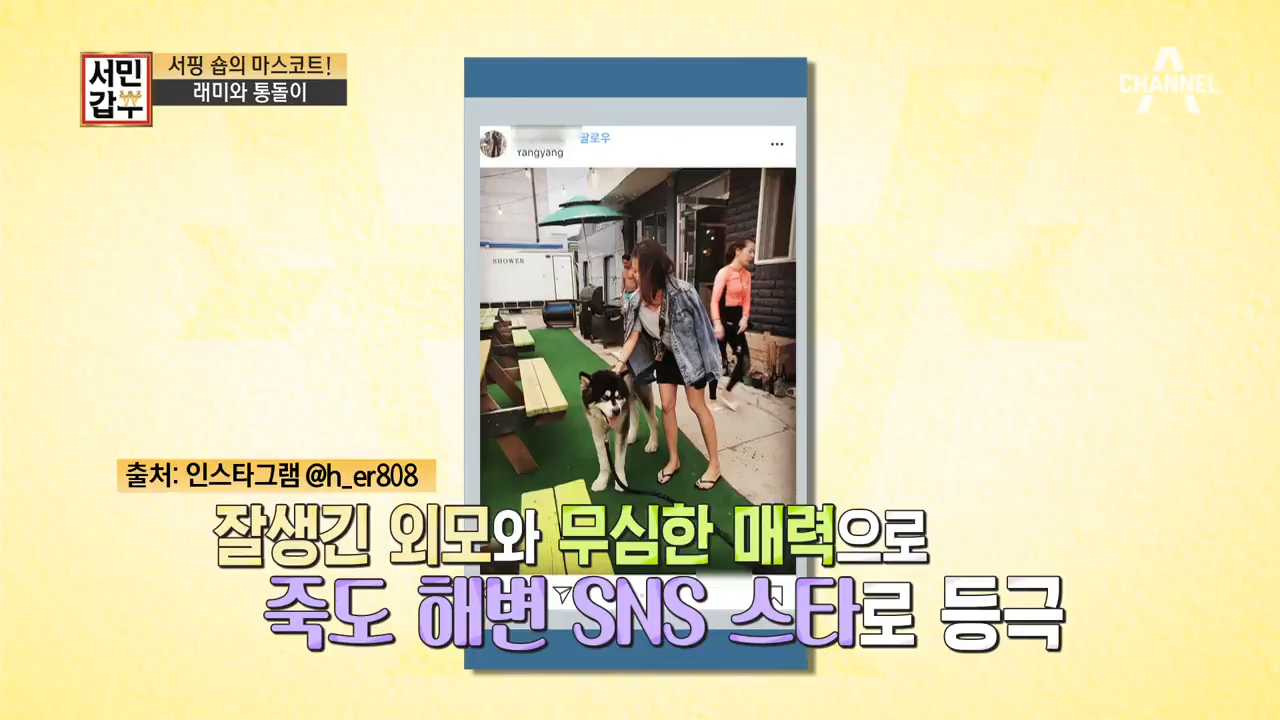 서민
갑부
서핑 숍의 마스코트!
래미와 통돌이
CHANNEL A
팔로우
Yangyang
SHOWER
출처: 인스타그램 @h_er808
잘생긴 외모와 무심한 매력으로
죽도 해변 SNS 스타로 등극